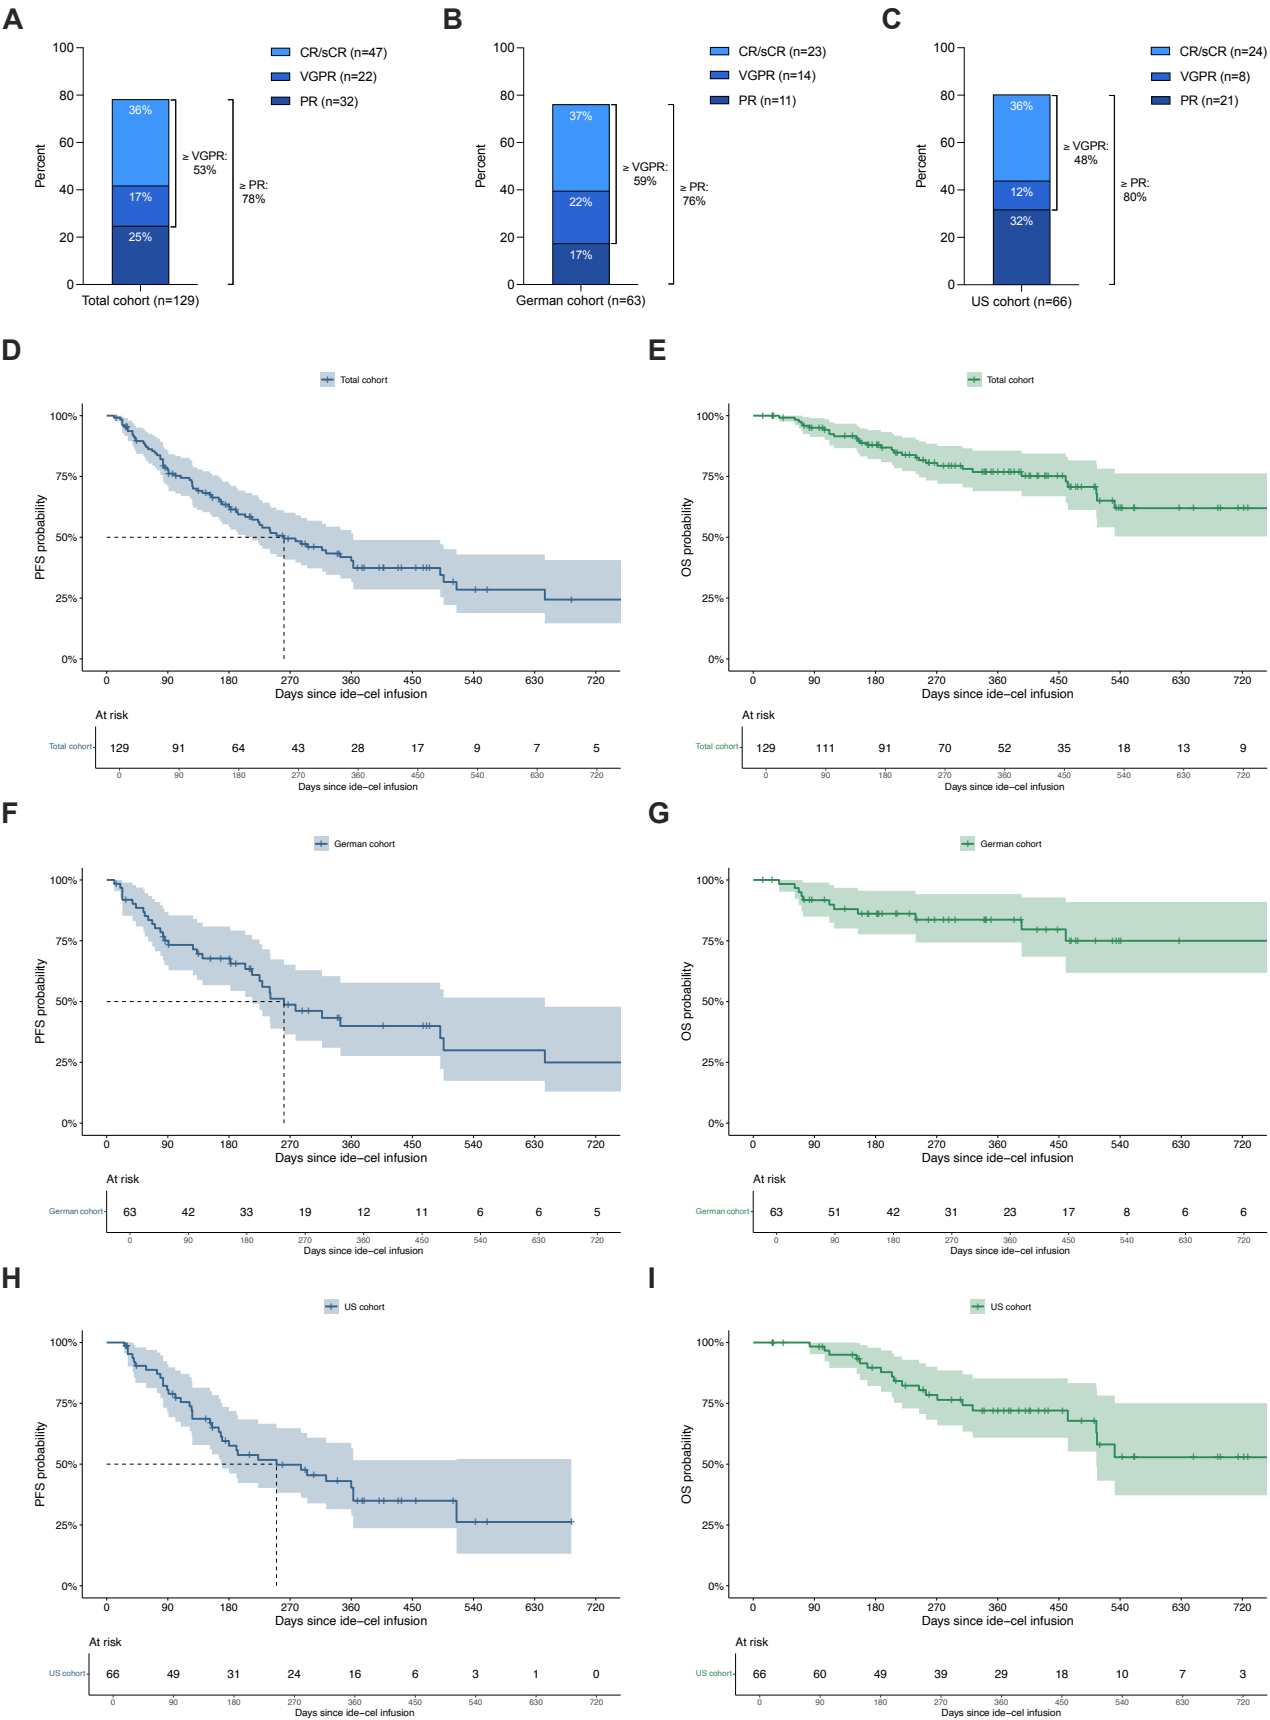 A
100
80
60
40
20
0
Percent
36%
17%
25%
Total cohort (n=129)
CR/sCR (n=47)
VGPR (n=22)
PR (n=32)
≥ VGPR:
53%
≥ PR:
78%
B
100
80
60
40
20
0
Percent
37%
22%
17%
German cohort (n=63)
CR/sCR (n=23)
VGPR (n=14)
PR (n=11)
≥ VGPR:
59%
≥ PR:
76%
C
100
80
60
40
20
0
Percent
36%
12%
32%
US cohort (n=66)
CR/sCR (n=24)
VGPR (n=8)
PR (n=21)
≥ VGPR:
48%
≥ PR:
80%
D
Total cohort
100%
75%
50%
25%
0%
PFS probability
0 90 180 270 360 450 540 630 720
Days since ide−cel infusion
At risk
Total cohort 129 91 64 43 28 17 9 7 5
0 90 180 270 360 450 540 630 720
Days since ide−cel infusion
E
Total cohort
100%
75%
50%
25%
0%
OS probability
0 90 180 270 360 450 540 630 720
Days since ide−cel infusion
At risk
Total cohort 129 111 91 70 52 35 18 13 9
0 90 180 270 360 450 540 630 720
Days since ide−cel infusion
F
German cohort
100%
75%
50%
25%
0%
PFS probability
0 90 180 270 360 450 540 630 720
Days since ide−cel infusion
At risk
German cohort 63 42 33 19 12 11 6 6 5
0 90 180 270 360 450 540 630 720
Days since ide−cel infusion
G
German cohort
100%
75%
50%
25%
0%
OS probability
0 90 180 270 360 450 540 630 720
Days since ide−cel infusion
At risk
German cohort 63 51 42 31 23 17 8 6 6
0 90 180 270 360 450 540 630 720
Days since ide−cel infusion
H
US cohort
100%
75%
50%
25%
0%
PFS probability
0 90 180 270 360 450 540 630 720
Days since ide−cel infusion
At risk
US cohort 66 49 31 24 16 6 3 1 0
0 90 180 270 360 450 540 630 720
Days since ide−cel infusion
I
US cohort
100%
75%
50%
25%
0%
OS probability
0 90 180 270 360 450 540 630 720
Days since ide−cel infusion
At risk
US cohort 66 60 49 39 29 18 10 7 3
0 90 180 270 360 450 540 630 720
Days since ide−cel infusion